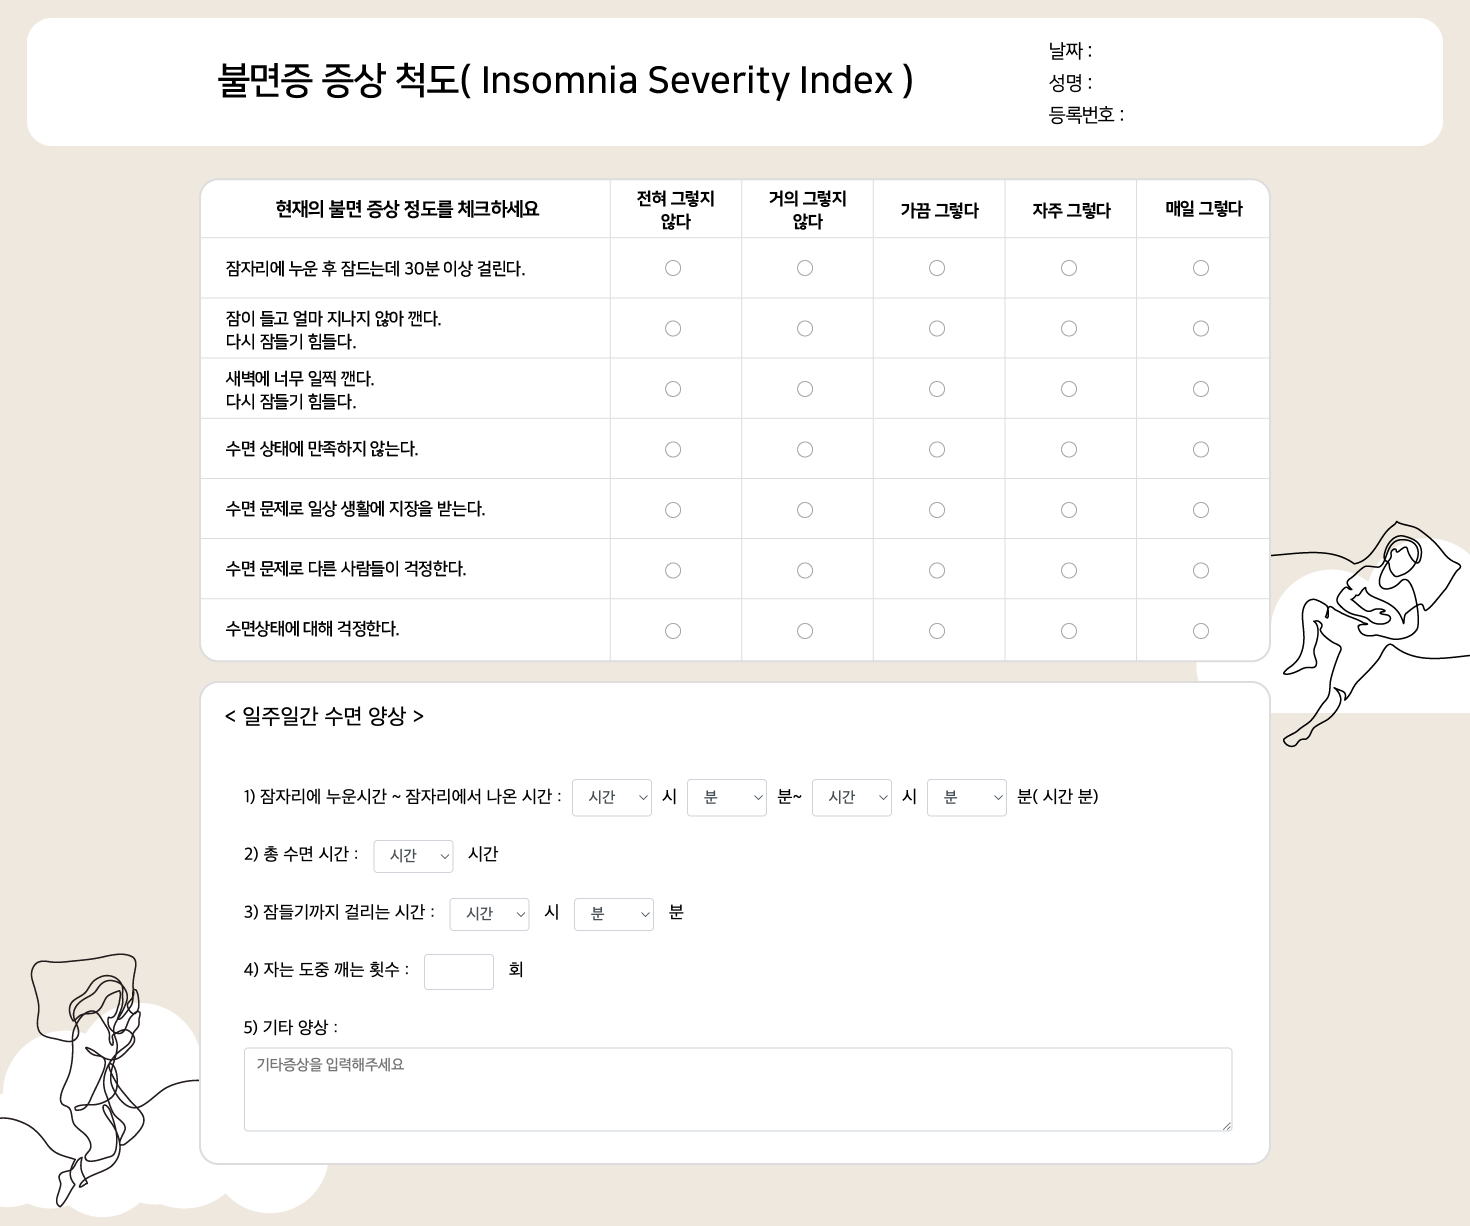 불면증 증상 척도( Insomnia Severity Index )
날짜 :
성명 :
등록번호 :
현재의 불면 증상 정도를 체크하세요
전혀 그렇지
않다
거의 그렇지
않다
가끔 그렇다
자주 그렇다
매일 그렇다
잠자리에 누운 후 잠드는데 30분 이상 걸린다.
잠이 들고 얼마 지나지 않아 깬다.
다시 잠들기 힘들다.
새벽에 너무 일찍 깬다.
다시 잠들기 힘들다.
수면 상태에 만족하지 않는다.
수면 문제로 일상 생활에 지장을 받는다.
수면 문제로 다른 사람들이 걱정한다.
수면상태에 대해 걱정한다.
< 일주일간 수면 양상 >
1) 잠자리에 누운시간 ~ 잠자리에서 나온 시간 : 시간 시 분 분~ 시간 시 분 분( 시간 분)
2) 총 수면 시간 : 시간 시간
3) 잠들기까지 걸리는 시간 : 시간 시 분 분
4) 자는 도중 깨는 횟수 : 회
5) 기타 양상 :
기타증상을 입력해주세요